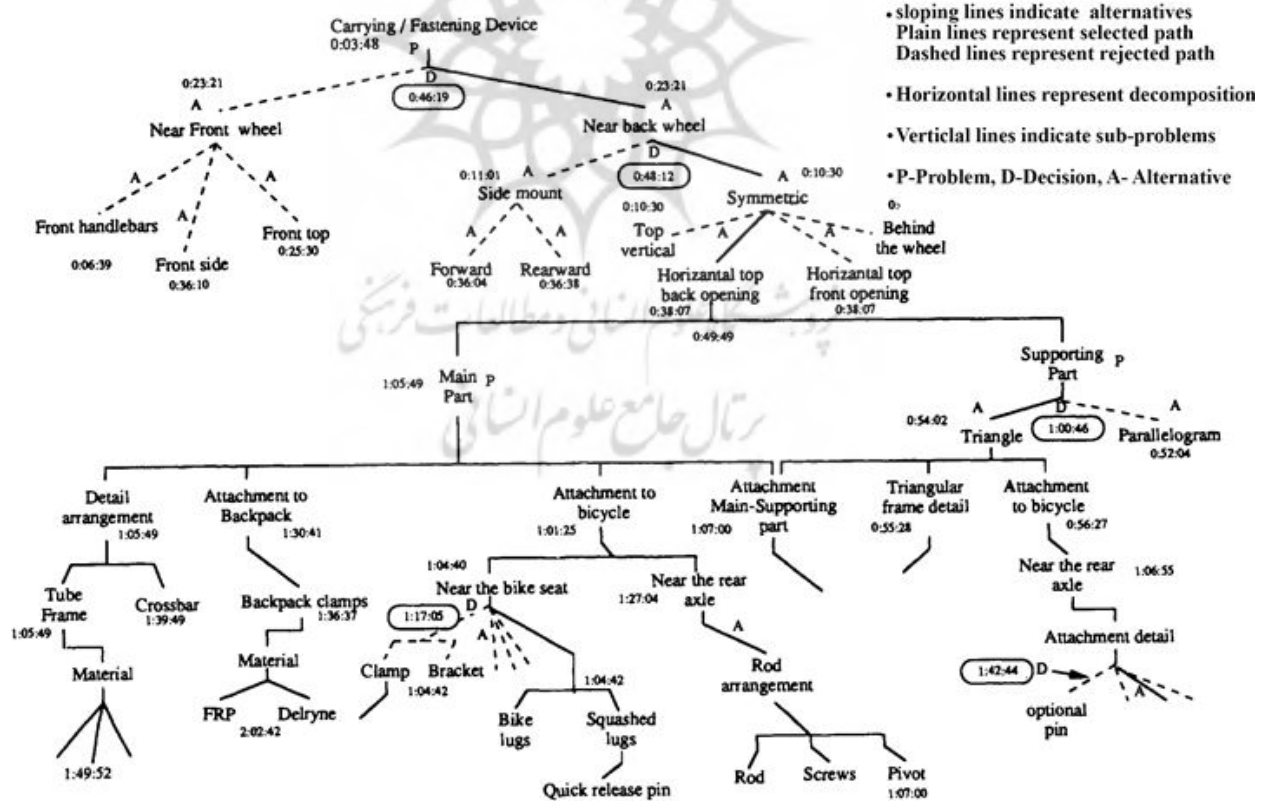 • sloping lines indicate alternatives
Plain lines represent selected path
Dashed lines represent rejected path
• Horizontal lines represent decomposition
• Verticlal lines indicate sub-problems
• P-Problem, D-Decision, A- Alternative
Carrying / Fastening Device
0:03:48 P
D
0:46:19
0:23:21
A
Near Front wheel
0:23:21
A
Near back wheel
D
0:48:12
A
A
A
Front handlebars
0:06:39
Front side
0:36:10
Front top
0:25:30
A
0:11:01
Side mount
A
A
Forward
0:36:04
Rearward
0:36:38
A
0:10:30
Symmetric
0:10:30
Top
vertical
A
A
Behind
the wheel
Horizantal top
back opening
0:38:07
Horizontal top
front opening
0:38:07
پژوهشگاه علوم انسانی و مطالعات فرهنگی
پرتال جامع علوم انسانی
0:49:49
1:05:49
Main P
Part
Supporting P
Part
0:54:02
A
D
A
Triangle
1:00:46
Parallelogram
0:52:04
Detail
arrangement
1:05:49
Attachment to
Backpack
1:30:41
Attachment to
bicycle
1:01:25
Attachment
Main-Supporting
1:07:00 part
Triangular
frame detail
0:55:28
Attachment
to bicycle
0:56:27
Tube
Frame
1:05:49
Crossbar
1:39:49
Material
1:49:52
Backpack clamps
1:36:37
Material
FRP
Delryne
2:02:42
1:04:40
Near the bike seat
D
1:17:05
A
Clamp
1:04:42
Bracket
1:04:42
Bike
lugs
Squashed
lugs
Quick release pin
Near the rear
1:27:04 axle
A
Rod
arrangement
Rod
Screws
Pivot
1:07:00
Near the rear
axle
1:06:55
Attachment detail
1:42:44
D
A
optional
pin